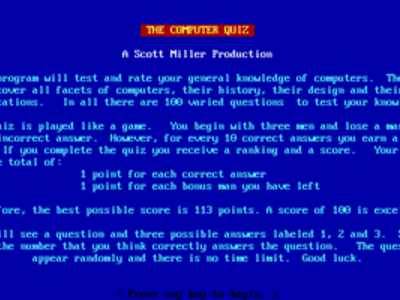 THE COMPUTER QUIZ
A Scott Miller Production
program will test and rate your general knowledge of computers.
cover all facets of computers, their history, their design and their
In all there are 100 varied questions to test your know
is played like a game. You begin with three men and lose a man
incorrect answer. However, for every 10 correct answers you earn a
If you complete the quiz you receive a ranking and a score. Your
total of:
1 point for each correct answer
1 point for each bonus man you have left
fore, the best possible score is 113 points. A score of 100 is
ll see a question and three possible answers labeled 1, 2 and 3.
the number that you think correctly answers the question. The
appear randomly and there is no time limit. Good luck.
< Press any key to begin. >